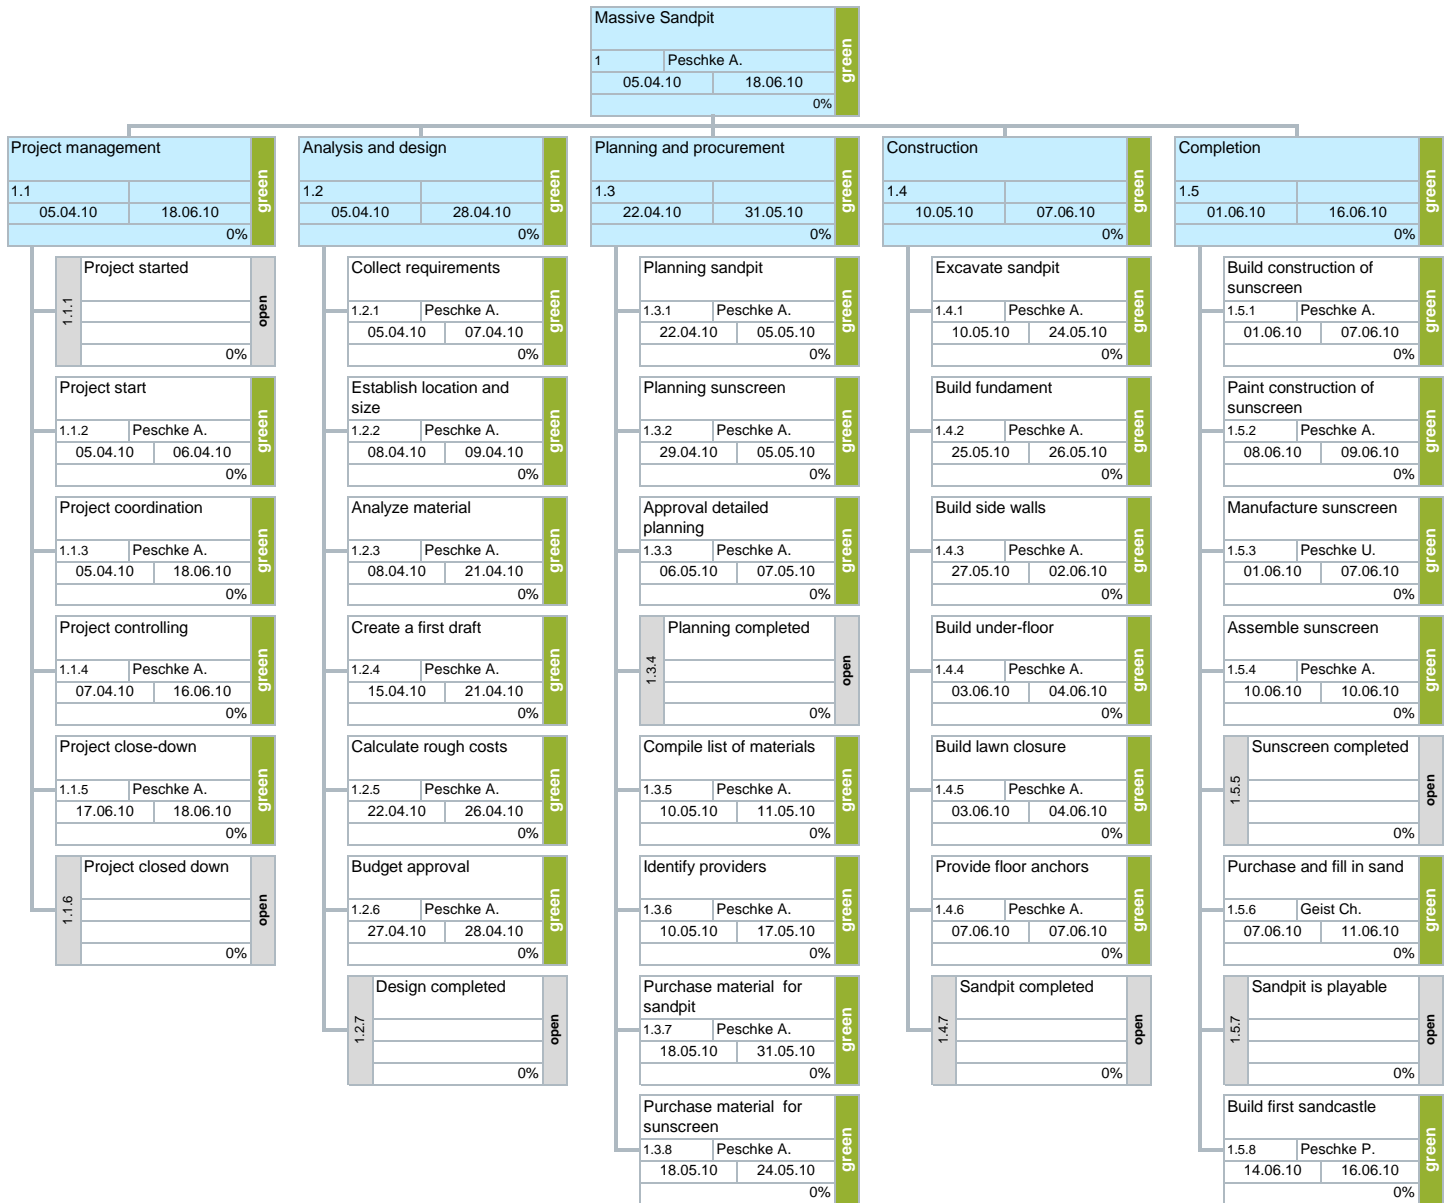 Massive Sandpit
1 Peschke A.
05.04.10 18.06.10
0%
green
Project management
1.1
05.04.10 18.06.10
0%
green
Project started
1.1.1
0%
open
Project start
1.1.2 Peschke A.
05.04.10 06.04.10
0%
green
Project coordination
1.1.3 Peschke A.
05.04.10 18.06.10
0%
green
Project controlling
1.1.4 Peschke A.
07.04.10 16.06.10
0%
green
Project close-down
1.1.5 Peschke A.
17.06.10 18.06.10
0%
green
Project closed down
1.1.6
0%
open
Analysis and design
1.2
05.04.10 28.04.10
0%
green
Collect requirements
1.2.1 Peschke A.
05.04.10 07.04.10
0%
green
Establish location and
size
1.2.2 Peschke A.
08.04.10 09.04.10
0%
green
Analyze material
1.2.3 Peschke A.
08.04.10 21.04.10
0%
green
Create a first draft
1.2.4 Peschke A.
15.04.10 21.04.10
0%
green
Calculate rough costs
1.2.5 Peschke A.
22.04.10 26.04.10
0%
green
Budget approval
1.2.6 Peschke A.
27.04.10 28.04.10
0%
green
Design completed
1.2.7
0%
open
Planning and procurement
1.3
22.04.10 31.05.10
0%
green
Planning sandpit
1.3.1 Peschke A.
22.04.10 05.05.10
0%
green
Planning sunscreen
1.3.2 Peschke A.
29.04.10 05.05.10
0%
green
Approval detailed
planning
1.3.3 Peschke A.
06.05.10 07.05.10
0%
green
Planning completed
1.3.4
0%
open
Compile list of materials
1.3.5 Peschke A.
10.05.10 11.05.10
0%
green
Identify providers
1.3.6 Peschke A.
10.05.10 17.05.10
0%
green
Purchase material for
sandpit
1.3.7 Peschke A.
18.05.10 31.05.10
0%
green
Purchase material for
sunscreen
1.3.8 Peschke A.
18.05.10 24.05.10
0%
green
Construction
1.4
10.05.10 07.06.10
0%
green
Excavate sandpit
1.4.1 Peschke A.
10.05.10 24.05.10
0%
green
Build fundament
1.4.2 Peschke A.
25.05.10 26.05.10
0%
green
Build side walls
1.4.3 Peschke A.
27.05.10 02.06.10
0%
green
Build under-floor
1.4.4 Peschke A.
03.06.10 04.06.10
0%
green
Build lawn closure
1.4.5 Peschke A.
03.06.10 04.06.10
0%
green
Provide floor anchors
1.4.6 Peschke A.
07.06.10 07.06.10
0%
green
Sandpit completed
1.4.7
0%
open
Completion
1.5
01.06.10 16.06.10
0%
green
Build construction of
sunscreen
1.5.1 Peschke A.
01.06.10 07.06.10
0%
green
Paint construction of
sunscreen
1.5.2 Peschke A.
08.06.10 09.06.10
0%
green
Manufacture sunscreen
1.5.3 Peschke U.
01.06.10 07.06.10
0%
green
Assemble sunscreen
1.5.4 Peschke A.
10.06.10 10.06.10
0%
green
Sunscreen completed
1.5.5
0%
open
Purchase and fill in sand
1.5.6 Geist Ch.
07.06.10 11.06.10
0%
green
Sandpit is playable
1.5.7
0%
open
Build first sandcastle
1.5.8 Peschke P.
14.06.10 16.06.10
0%
green